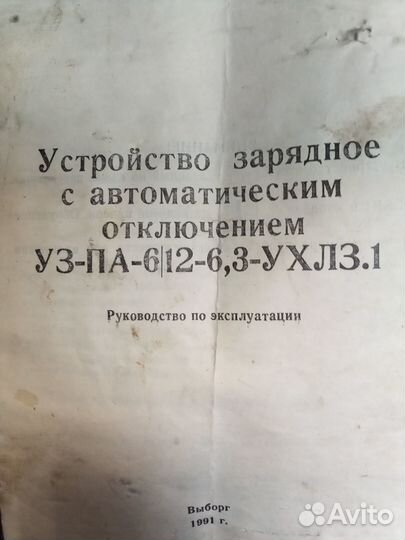 Устройство зарядное
с автоматическим
отключением
УЗ-ПА-6|12-6,3-УХЛ3.1
Руководство по эксплуатации
Выборг
1991 г.
Avito